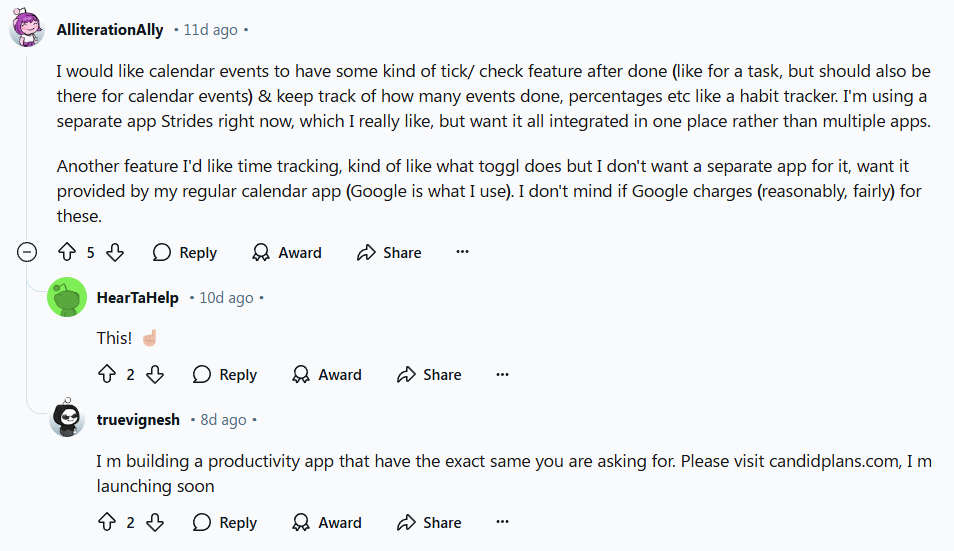 AlliterationAlly • 11d ago •
I would like calendar events to have some kind of tick/ check feature after done (like for a task, but should also be
there for calendar events) & keep track of how many events done, percentages etc like a habit tracker. I'm using a
separate app Strides right now, which I really like, but want it all integrated in one place rather than multiple apps.
Another feature I'd like time tracking, kind of like what toggl does but I don't want a separate app for it, want it
provided by my regular calendar app (Google is what I use). I don't mind if Google charges (reasonably, fairly) for
these.
5 Reply Award Share ...
HearTaHelp • 10d ago •
This! ☝🏼
2 Reply Award Share ...
truevignesh • 8d ago •
I m building a productivity app that have the exact same you are asking for. Please visit candidplans.com, I m
launching soon
2 Reply Award Share ...